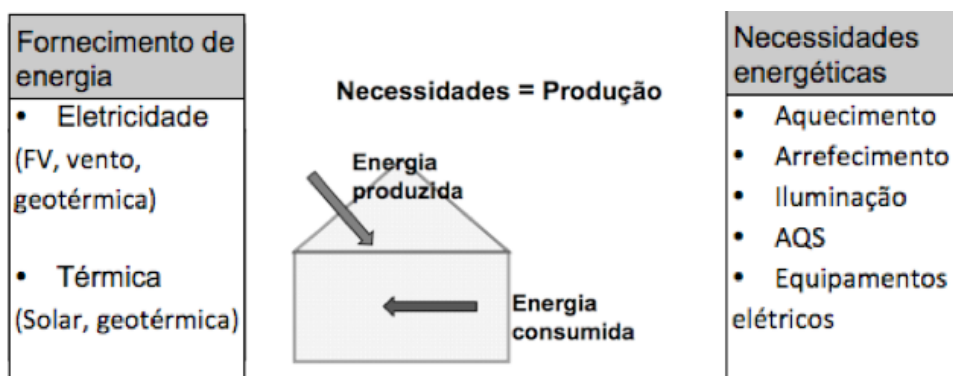 Fornecimento de
energia
• Eletricidade
(FV, vento,
geotérmica)
• Térmica
(Solar, geotérmica)
Necessidades = Produção
Energia
produzida
Energia
consumida
Necessidades
energéticas
• Aquecimento
• Arrefecimento
• Iluminação
• AQS
• Equipamentos
elétricos